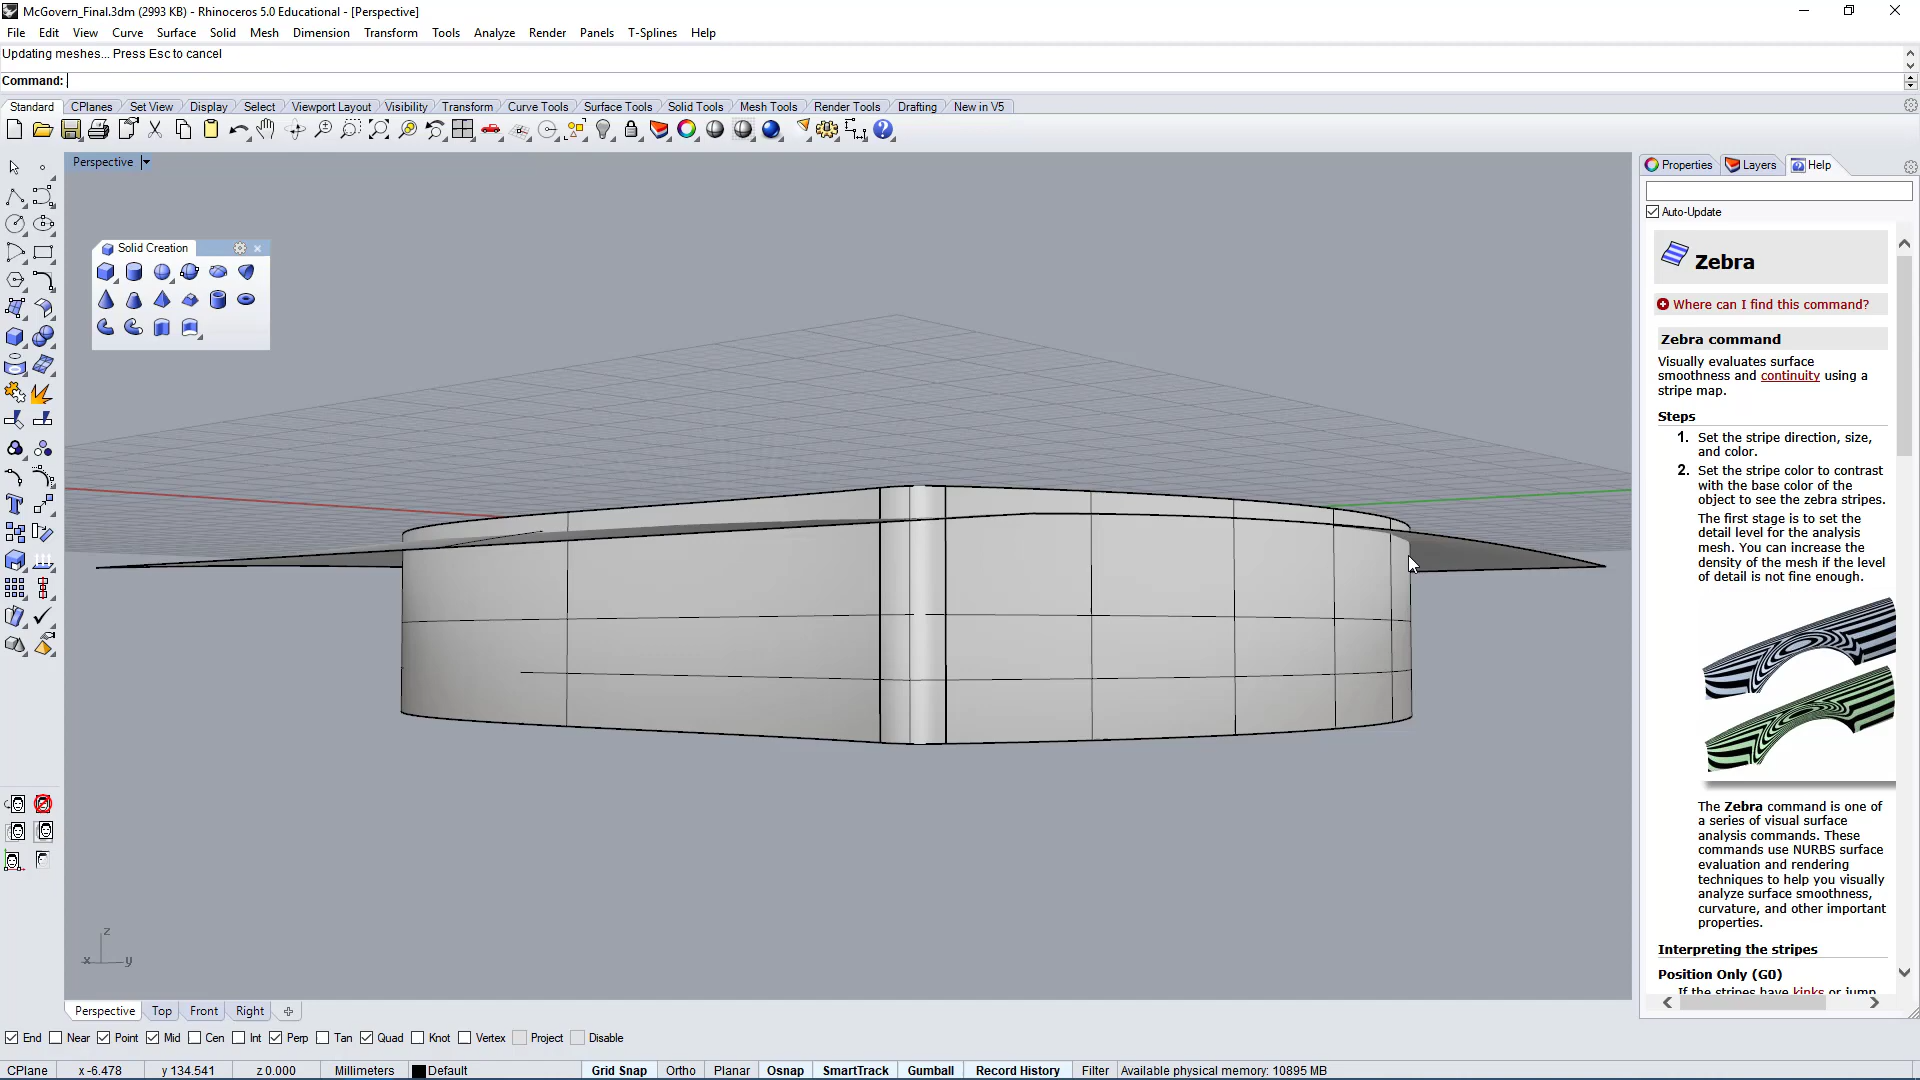 McGovern_Final.3dm (2993 KB) - Rhinoceros 5.0 Educational - [Perspective]
File Edit View Curve Surface Solid Mesh Dimension Transform Tools Analyze Render Panels T-Splines Help
Updating meshes... Press Esc to cancel
Command:
Standard CPlanes Set View Display Select Viewport Layout Visibility Transform Curve Tools Surface Tools Solid Tools Mesh Tools Render Tools Drafting New in V5
Perspective
Properties Layers Help
Auto-Update
Solid Creation
Zebra
Where can I find this command?
Zebra command
Visually evaluates surface
smoothness and continuity using a
stripe map.
Steps
1. Set the stripe direction, size,
and color.
2. Set the stripe color to contrast
with the base color of the
object to see the zebra stripes.
The first stage is to set the
detail level for the analysis
mesh. You can increase the
density of the mesh if the level
of detail is not fine enough.
The Zebra command is one of
a series of visual surface
analysis commands. These
commands use NURBS surface
evaluation and rendering
techniques to help you visually
analyze surface smoothness,
curvature, and other important
properties.
Interpreting the stripes
Position Only (G0)
If the stripes have kinks or jump
z
x y
Perspective Top Front Right
End Near Point Mid Cen Int Perp Tan Quad Knot Vertex Project Disable
CPlane x -6.478 y 134.541 z 0.000 Millimeters Default Grid Snap Ortho Planar Osnap SmartTrack Gumball Record History Filter Available physical memory: 10895 MB